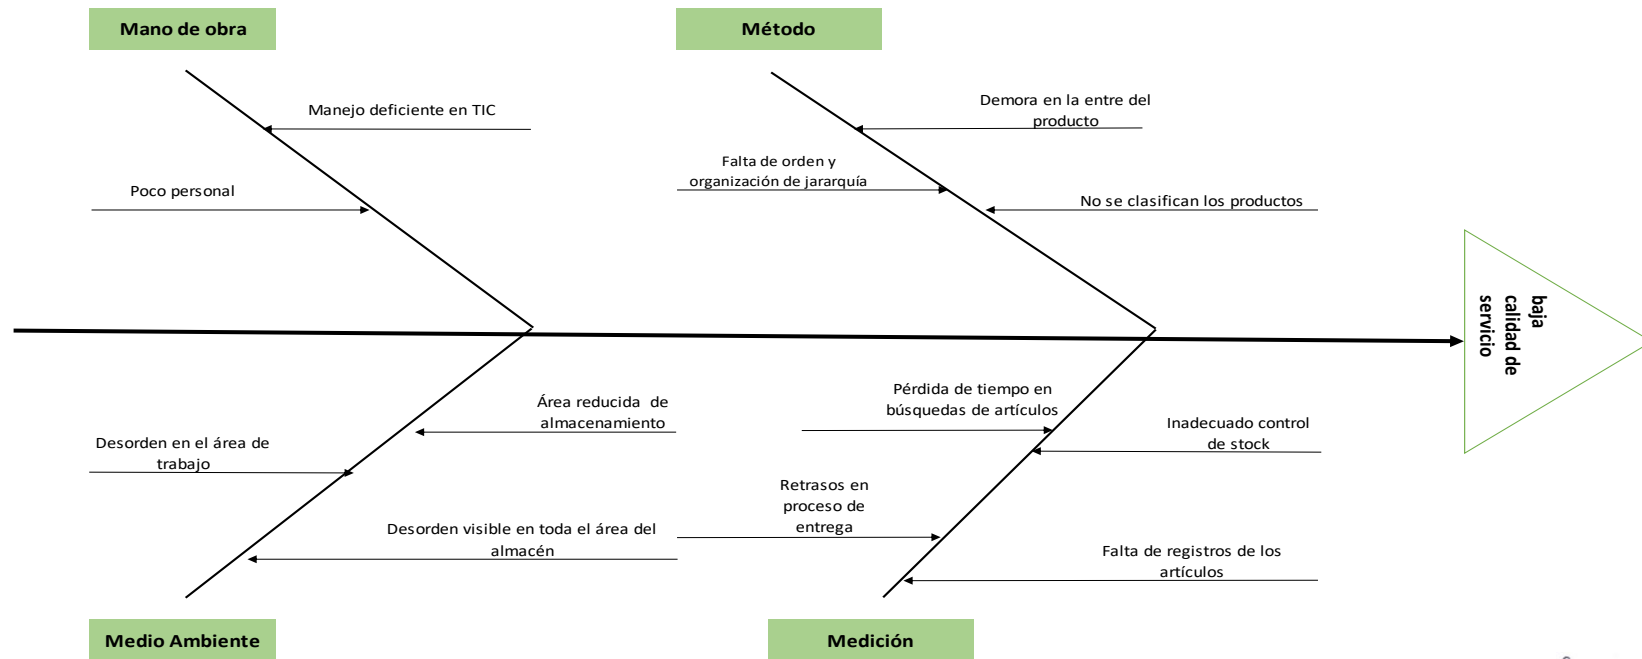 Mano de obra
Método
Manejo deficiente en TIC
Demora en la entre del
producto
Falta de orden y
organización de jararquía
Poco personal
No se clasifican los productos
baja
calidad de
servicio
Área reducida de
almacenamiento
Pérdida de tiempo en
búsquedas de artículos
Desorden en el área de
trabajo
Inadecuado control
de stock
Retrasos en
proceso de
entrega
Desorden visible en toda el área del
almacén
Falta de registros de los
artículos
Medio Ambiente
Medición